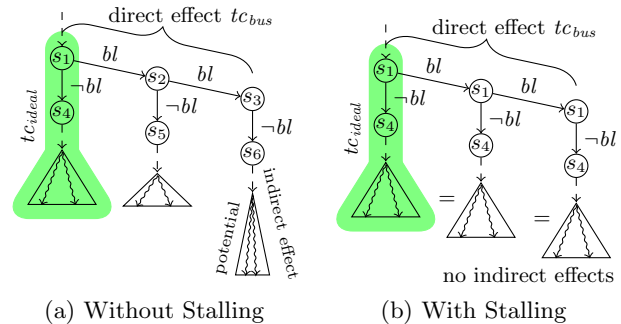 direct effect tc_bus
s₁
bl
¬bl
s₂
bl
¬bl
s₃
¬bl
tc_ideal
s₄
s₅
s₆
potential
indirect effect
(a) Without Stalling
direct effect tc_bus
s₁
bl
¬bl
s₁
bl
¬bl
s₁
¬bl
tc_ideal
s₄
s₄
s₄
=
=
no indirect effects
(b) With Stalling